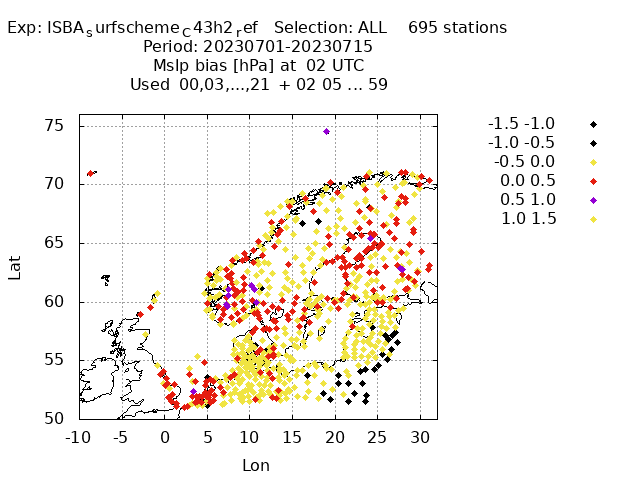 Exp: ISBAsurfschemeC43h2ref   Selection: ALL    695 stations
Period: 20230701-20230715
Mslp bias [hPa] at  02 UTC
Used  00,03,...,21  + 02 05 ... 59
-1.5 -1.0
-1.0 -0.5
-0.5 0.0
0.0 0.5
0.5 1.0
1.0 1.5
75
70
65
60
55
50
Lat
-10 -5 0 5 10 15 20 25 30
Lon